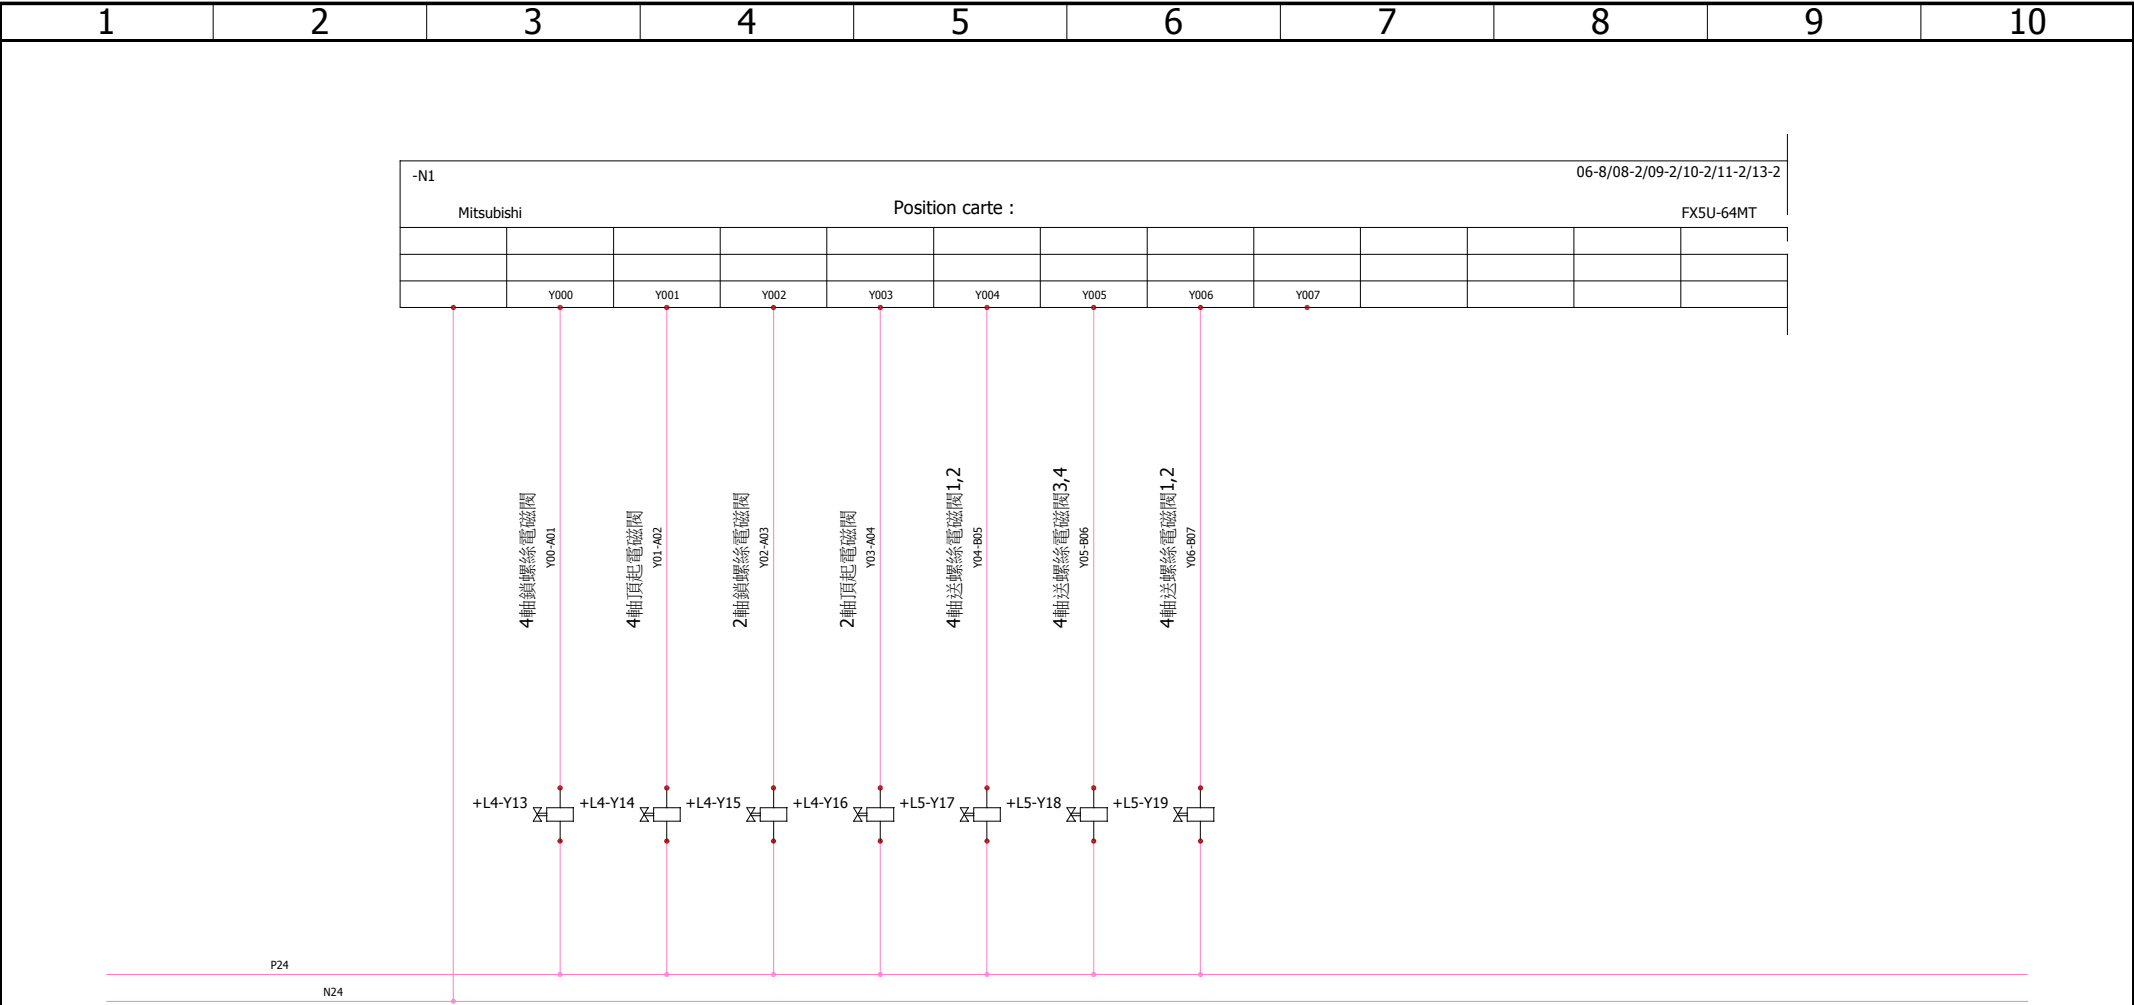 1 2 3 4 5 6 7 8 9 10
-N1 06-8/08-2/09-2/10-2/11-2/13-2
Mitsubishi Position carte : FX5U-64MT
Y000 Y001 Y002 Y003 Y004 Y005 Y006 Y007
4軸鎖螺絲電磁閥
Y00-A01
4軸頂起電磁閥
Y01-A02
2軸鎖螺絲電磁閥
Y02-A03
2軸頂起電磁閥
Y03-A04
4軸送螺絲電磁閥1,2
Y04-B05
4軸送螺絲電磁閥3,4
Y05-B06
4軸送螺絲電磁閥1,2
Y06-B07
+L4-Y13 +L4-Y14 +L4-Y15 +L4-Y16 +L5-Y17 +L5-Y18 +L5-Y19
P24
N24